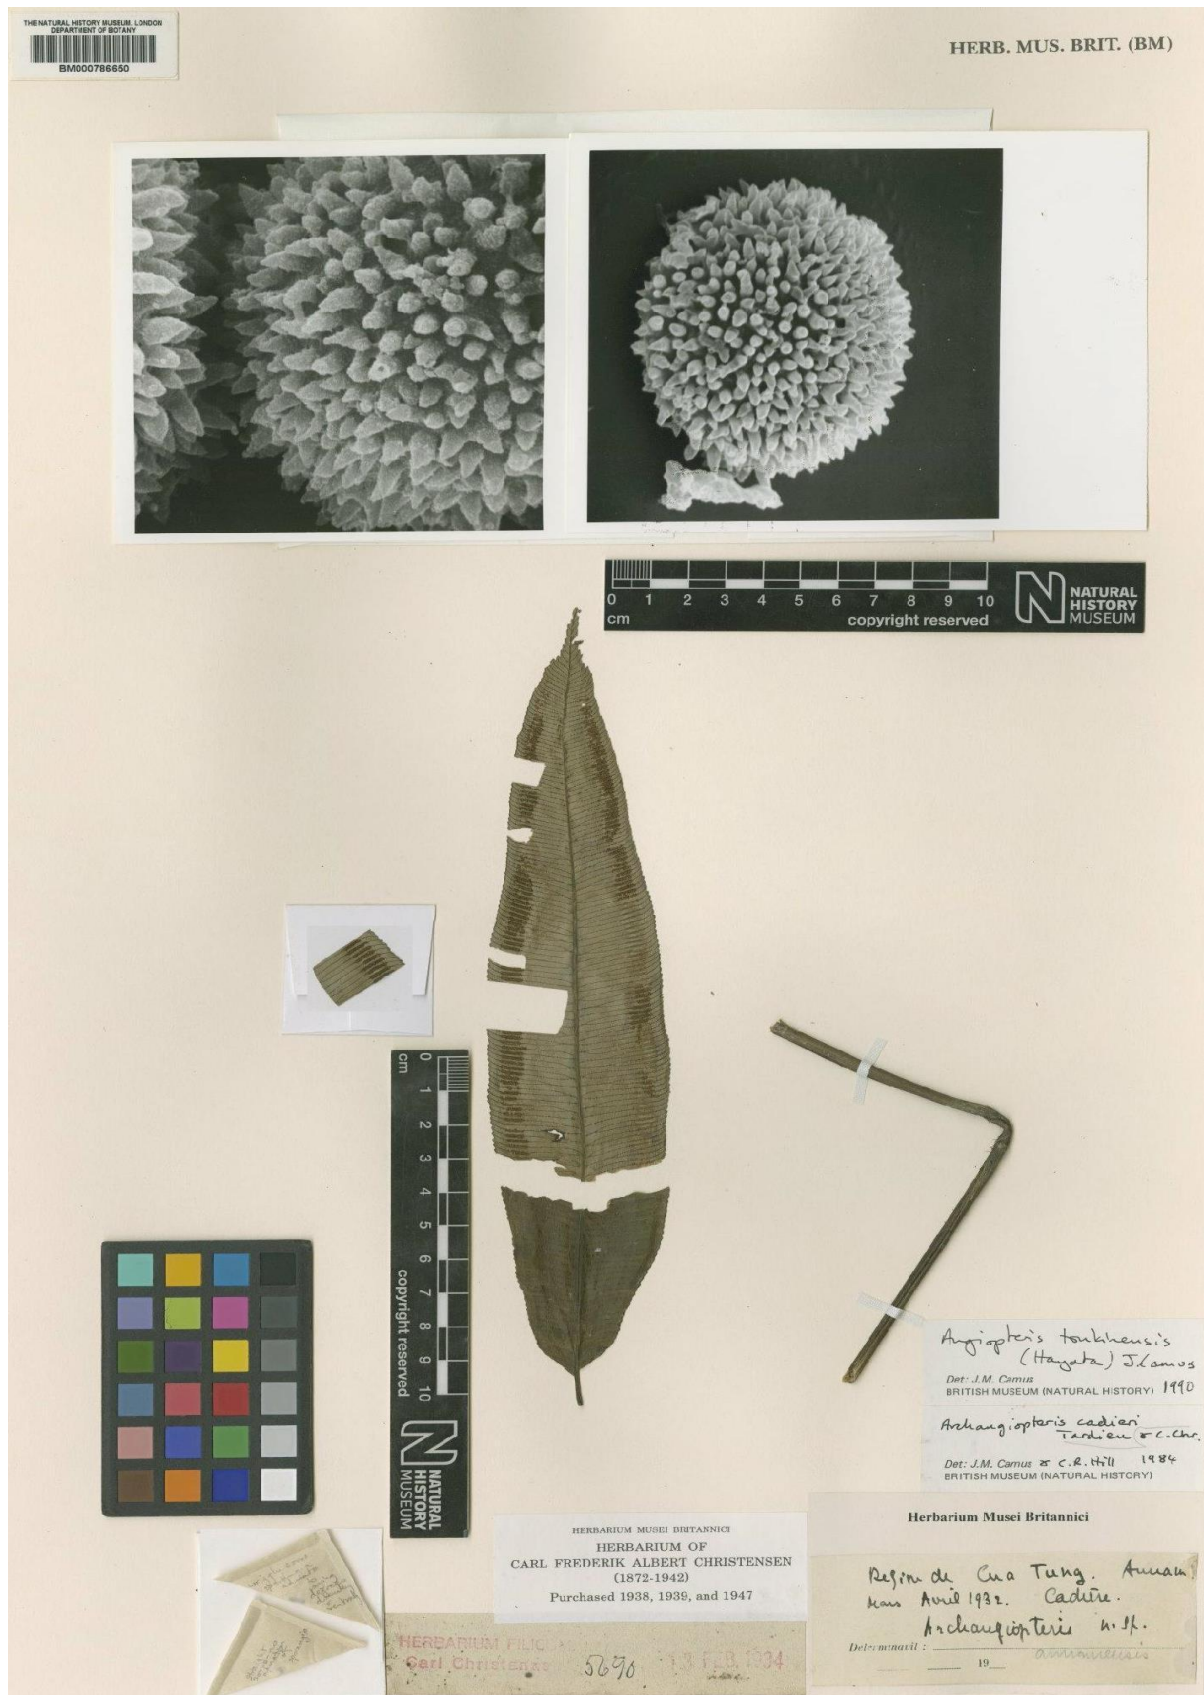 THE NATURAL HISTORY MUSEUM, LONDON
DEPARTMENT OF BOTANY
BM000786650
HERB. MUS. BRIT. (BM)
0 1 2 3 4 5 6 7 8 9 10
cm
copyright reserved
NATURAL
HISTORY
MUSEUM
cm
0 1 2 3 4 5 6 7 8 9 10
copyright reserved
NATURAL
HISTORY
MUSEUM
Angiopteris tonkinensis
(Hayata) J.Camus
Det: J.M. Camus
BRITISH MUSEUM (NATURAL HISTORY) 1990
Archangiopteris cadieri
Tardieu & C.Chr.
Det: J.M. Camus & C.R. Hill 1984
BRITISH MUSEUM (NATURAL HISTORY)
Herbarium Musei Britannici
Région de Cua Tung. Annam
Mars Avril 1932. Cadière.
Archangiopteris n. sp.
Determinavit :
annamensis
19
HERBARIUM MUSEI BRITANNICI
HERBARIUM OF
CARL FREDERIK ALBERT CHRISTENSEN
(1872-1942)
Purchased 1938, 1939, and 1947
HERBARIUM FILIC
Carl Christensen
5690
13 FEB 1934